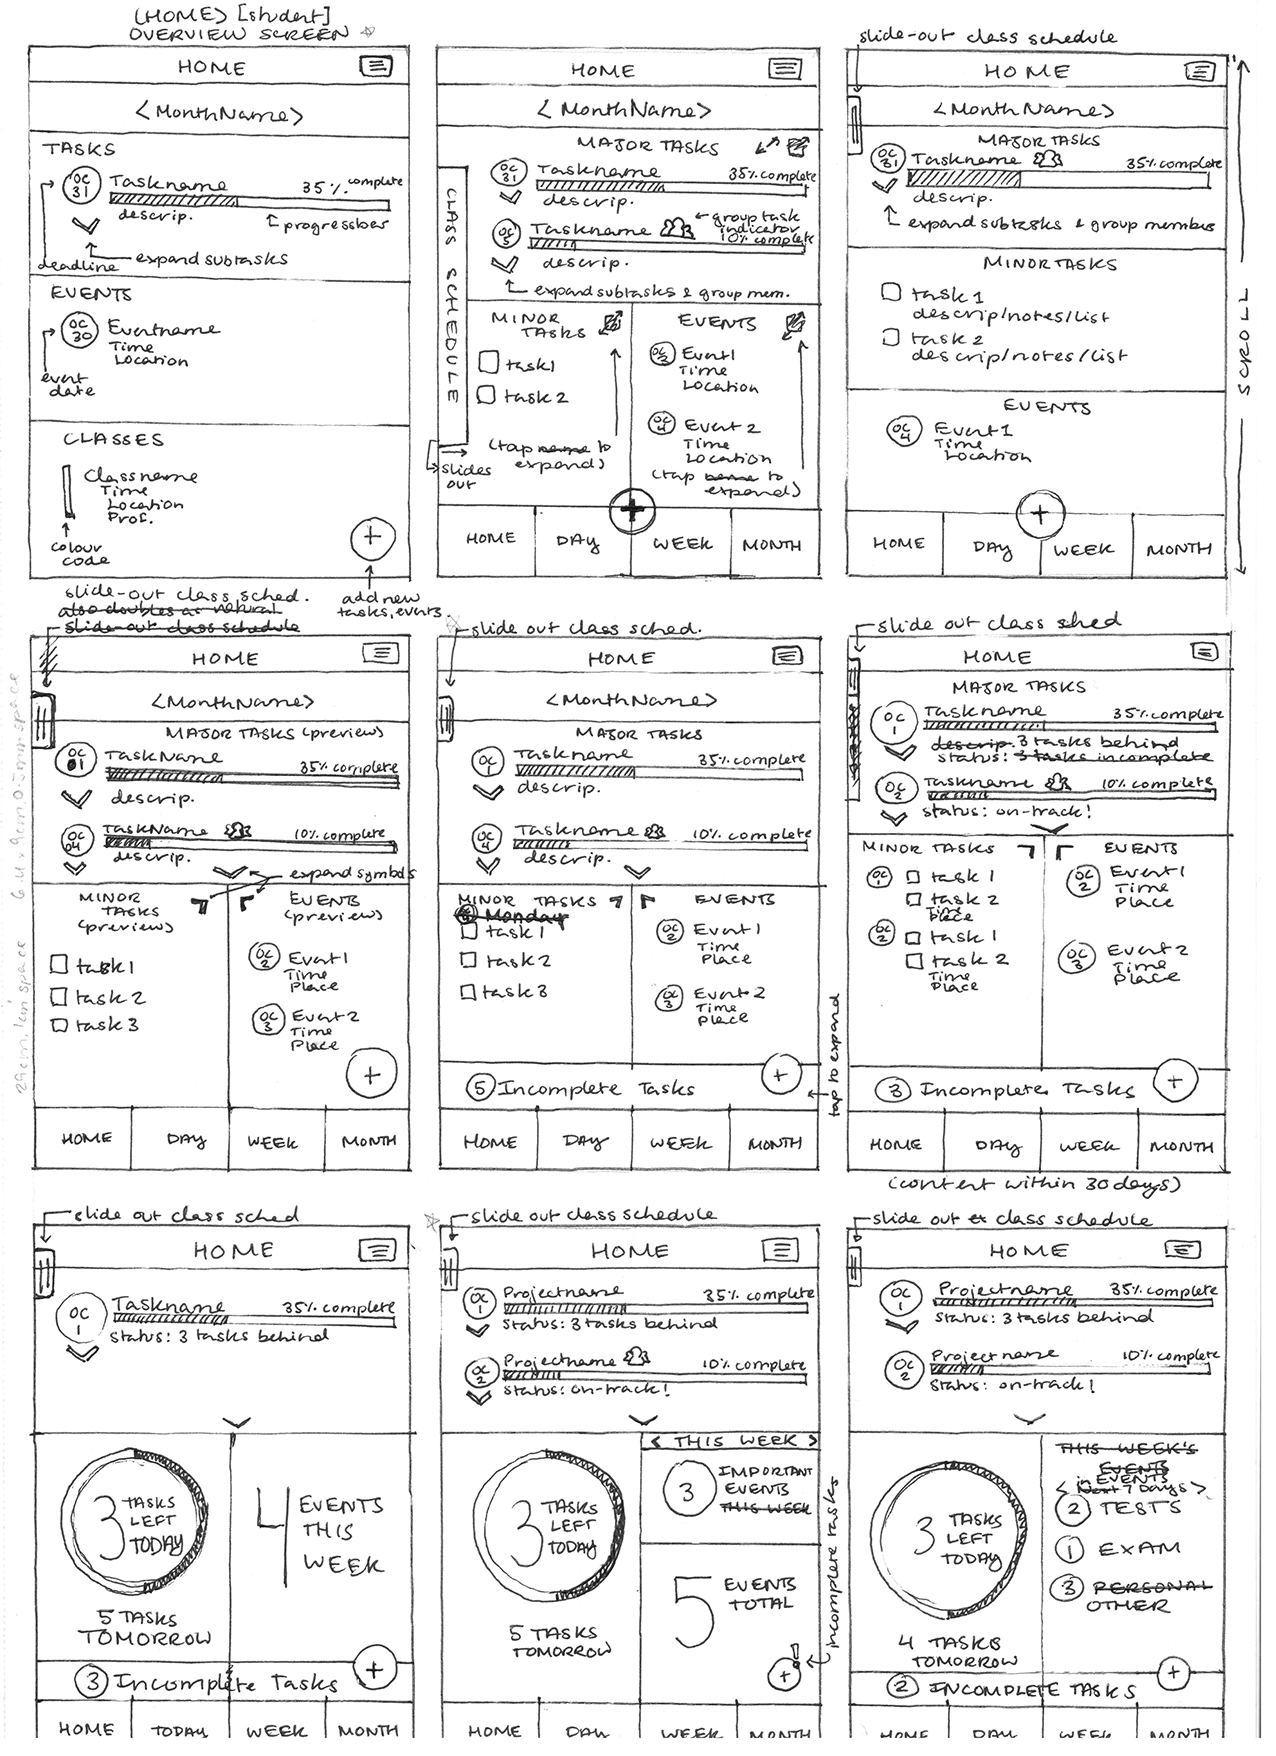 (HOME) [student]
OVERVIEW SCREEN
HOME
<MonthName>
TASKS
OC 31
Taskname
35% complete
descrip.
progressbar
expand subtasks
deadline
EVENTS
OC 30
Eventname
Time
Location
event date
CLASSES
Classname
Time
Location
Prof.
colour code
+
add new tasks, events.
HOME
<MonthName>
MAJOR TASKS
CLASS SCHEDULE
OC 31
Taskname
35% complete
descrip.
OC 5
Taskname
group task indicator
10% complete
descrip.
expand subtasks & group mem.
MINOR TASKS
task1
task 2
(tap name to expand)
slides out
EVENTS
OC 2
Event1
Time
Location
OC 4
Event 2
Time
Location
(tap name to expand)
+
HOME
DAY
WEEK
MONTH
slide-out class schedule
HOME
<MonthName>
MAJOR TASKS
OC 31
Taskname
35% complete
descrip.
expand subtasks & group members
MINOR TASKS
task 1
descrip/notes/list
task 2
descrip/notes/list
EVENTS
OC 4
Event 1
Time
Location
+
HOME
DAY
WEEK
MONTH
SCROLL
slide-out class sched.
also doubles as natural
slide-out class schedule
HOME
<MonthName>
MAJOR TASKS (preview)
OC 01
TaskName
35% complete
descrip.
OC 04
TaskName
10% complete
descrip.
expand symbols
MINOR TASKS (preview)
task1
task 2
task 3
EVENTS (preview)
OC 2
Event 1
Time
Place
OC 3
Event 2
Time
Place
+
HOME
DAY
WEEK
MONTH
slide out class sched.
HOME
<MonthName>
MAJOR TASKS
OC 1
Taskname
35% complete
descrip.
OC 4
Taskname
10% complete
descrip.
MINOR TASKS
Monday
task 1
task 2
task 3
EVENTS
OC 2
Event 1
Time
Place
OC 3
Event 2
Time
Place
5 Incomplete Tasks
+
tap to expand
HOME
DAY
WEEK
MONTH
slide out class sched
HOME
MAJOR TASKS
OC 1
Taskname
35% complete
descrip. 3 tasks behind
status: 3 tasks incomplete
OC 2
Taskname
10% complete
status: on-track!
MINOR TASKS
OC 1
task 1
task 2
Time
Place
OC 2
task 1
task 2
Time
Place
EVENTS
OC 2
Event 1
Time
Place
OC 3
Event 2
Time
Place
3 Incomplete Tasks
+
HOME
DAY
WEEK
MONTH
(content within 30 days)
slide out class sched
HOME
OC 1
Taskname
35% complete
status: 3 tasks behind
3 TASKS LEFT TODAY
5 TASKS TOMORROW
4 EVENTS THIS WEEK
3 Incomplete Tasks
+
HOME
TODAY
WEEK
MONTH
slide out class schedule
HOME
OC 1
Projectname
35% complete
status: 3 tasks behind
OC 2
Projectname
10% complete
status: on-track!
3 TASKS LEFT TODAY
5 TASKS TOMORROW
< THIS WEEK >
3 IMPORTANT EVENTS THIS WEEK
5 EVENTS TOTAL
+
incomplete tasks
HOME
DAY
WEEK
MONTH
slide out class schedule
HOME
OC 1
Projectname
35% complete
status: 3 tasks behind
OC 2
Project name
10% complete
status: on-track!
3 TASKS LEFT TODAY
4 TASKS TOMORROW
THIS WEEK'S EVENTS
EVENTS
< in Next 7 Days >
2 TESTS
1 EXAM
3 PERSONAL
OTHER
2 INCOMPLETE TASKS
+
HOME
DAY
WEEK
MONTH